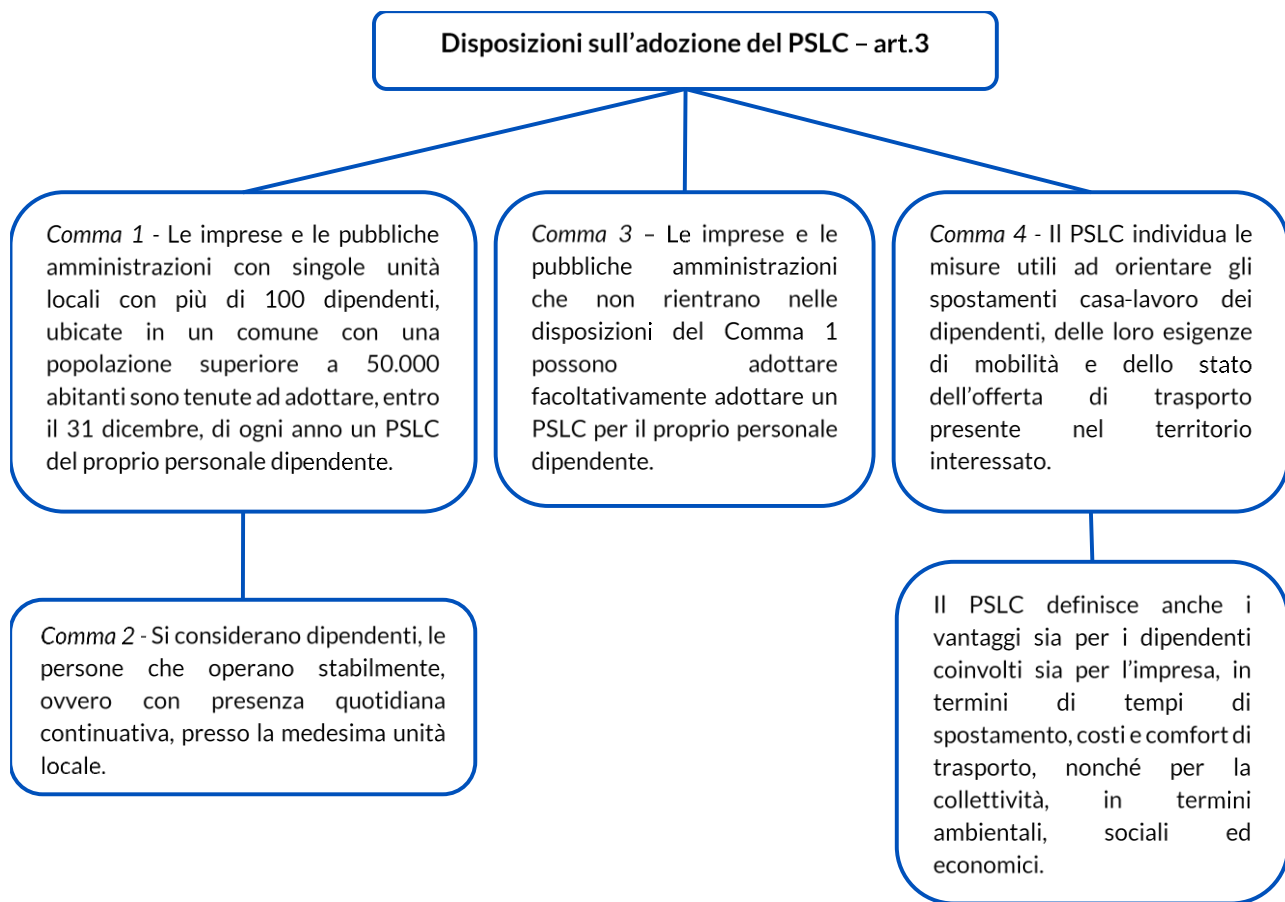 Disposizioni sull’adozione del PSLC – art.3
Comma 1 - Le imprese e le pubbliche
amministrazioni con singole unità
locali con più di 100 dipendenti,
ubicate in un comune con una
popolazione superiore a 50.000
abitanti sono tenute ad adottare, entro
il 31 dicembre, di ogni anno un PSLC
del proprio personale dipendente.
Comma 2 - Si considerano dipendenti, le
persone che operano stabilmente,
ovvero con presenza quotidiana
continuativa, presso la medesima unità
locale.
Comma 3 – Le imprese e le
pubbliche amministrazioni
che non rientrano nelle
disposizioni del Comma 1
possono adottare
facoltativamente adottare un
PSLC per il proprio personale
dipendente.
Comma 4 - Il PSLC individua le
misure utili ad orientare gli
spostamenti casa-lavoro dei
dipendenti, delle loro esigenze
di mobilità e dello stato
dell’offerta di trasporto
presente nel territorio
interessato.
Il PSLC definisce anche i
vantaggi sia per i dipendenti
coinvolti sia per l’impresa, in
termini di tempi di
spostamento, costi e comfort di
trasporto, nonché per la
collettività, in termini
ambientali, sociali ed
economici.